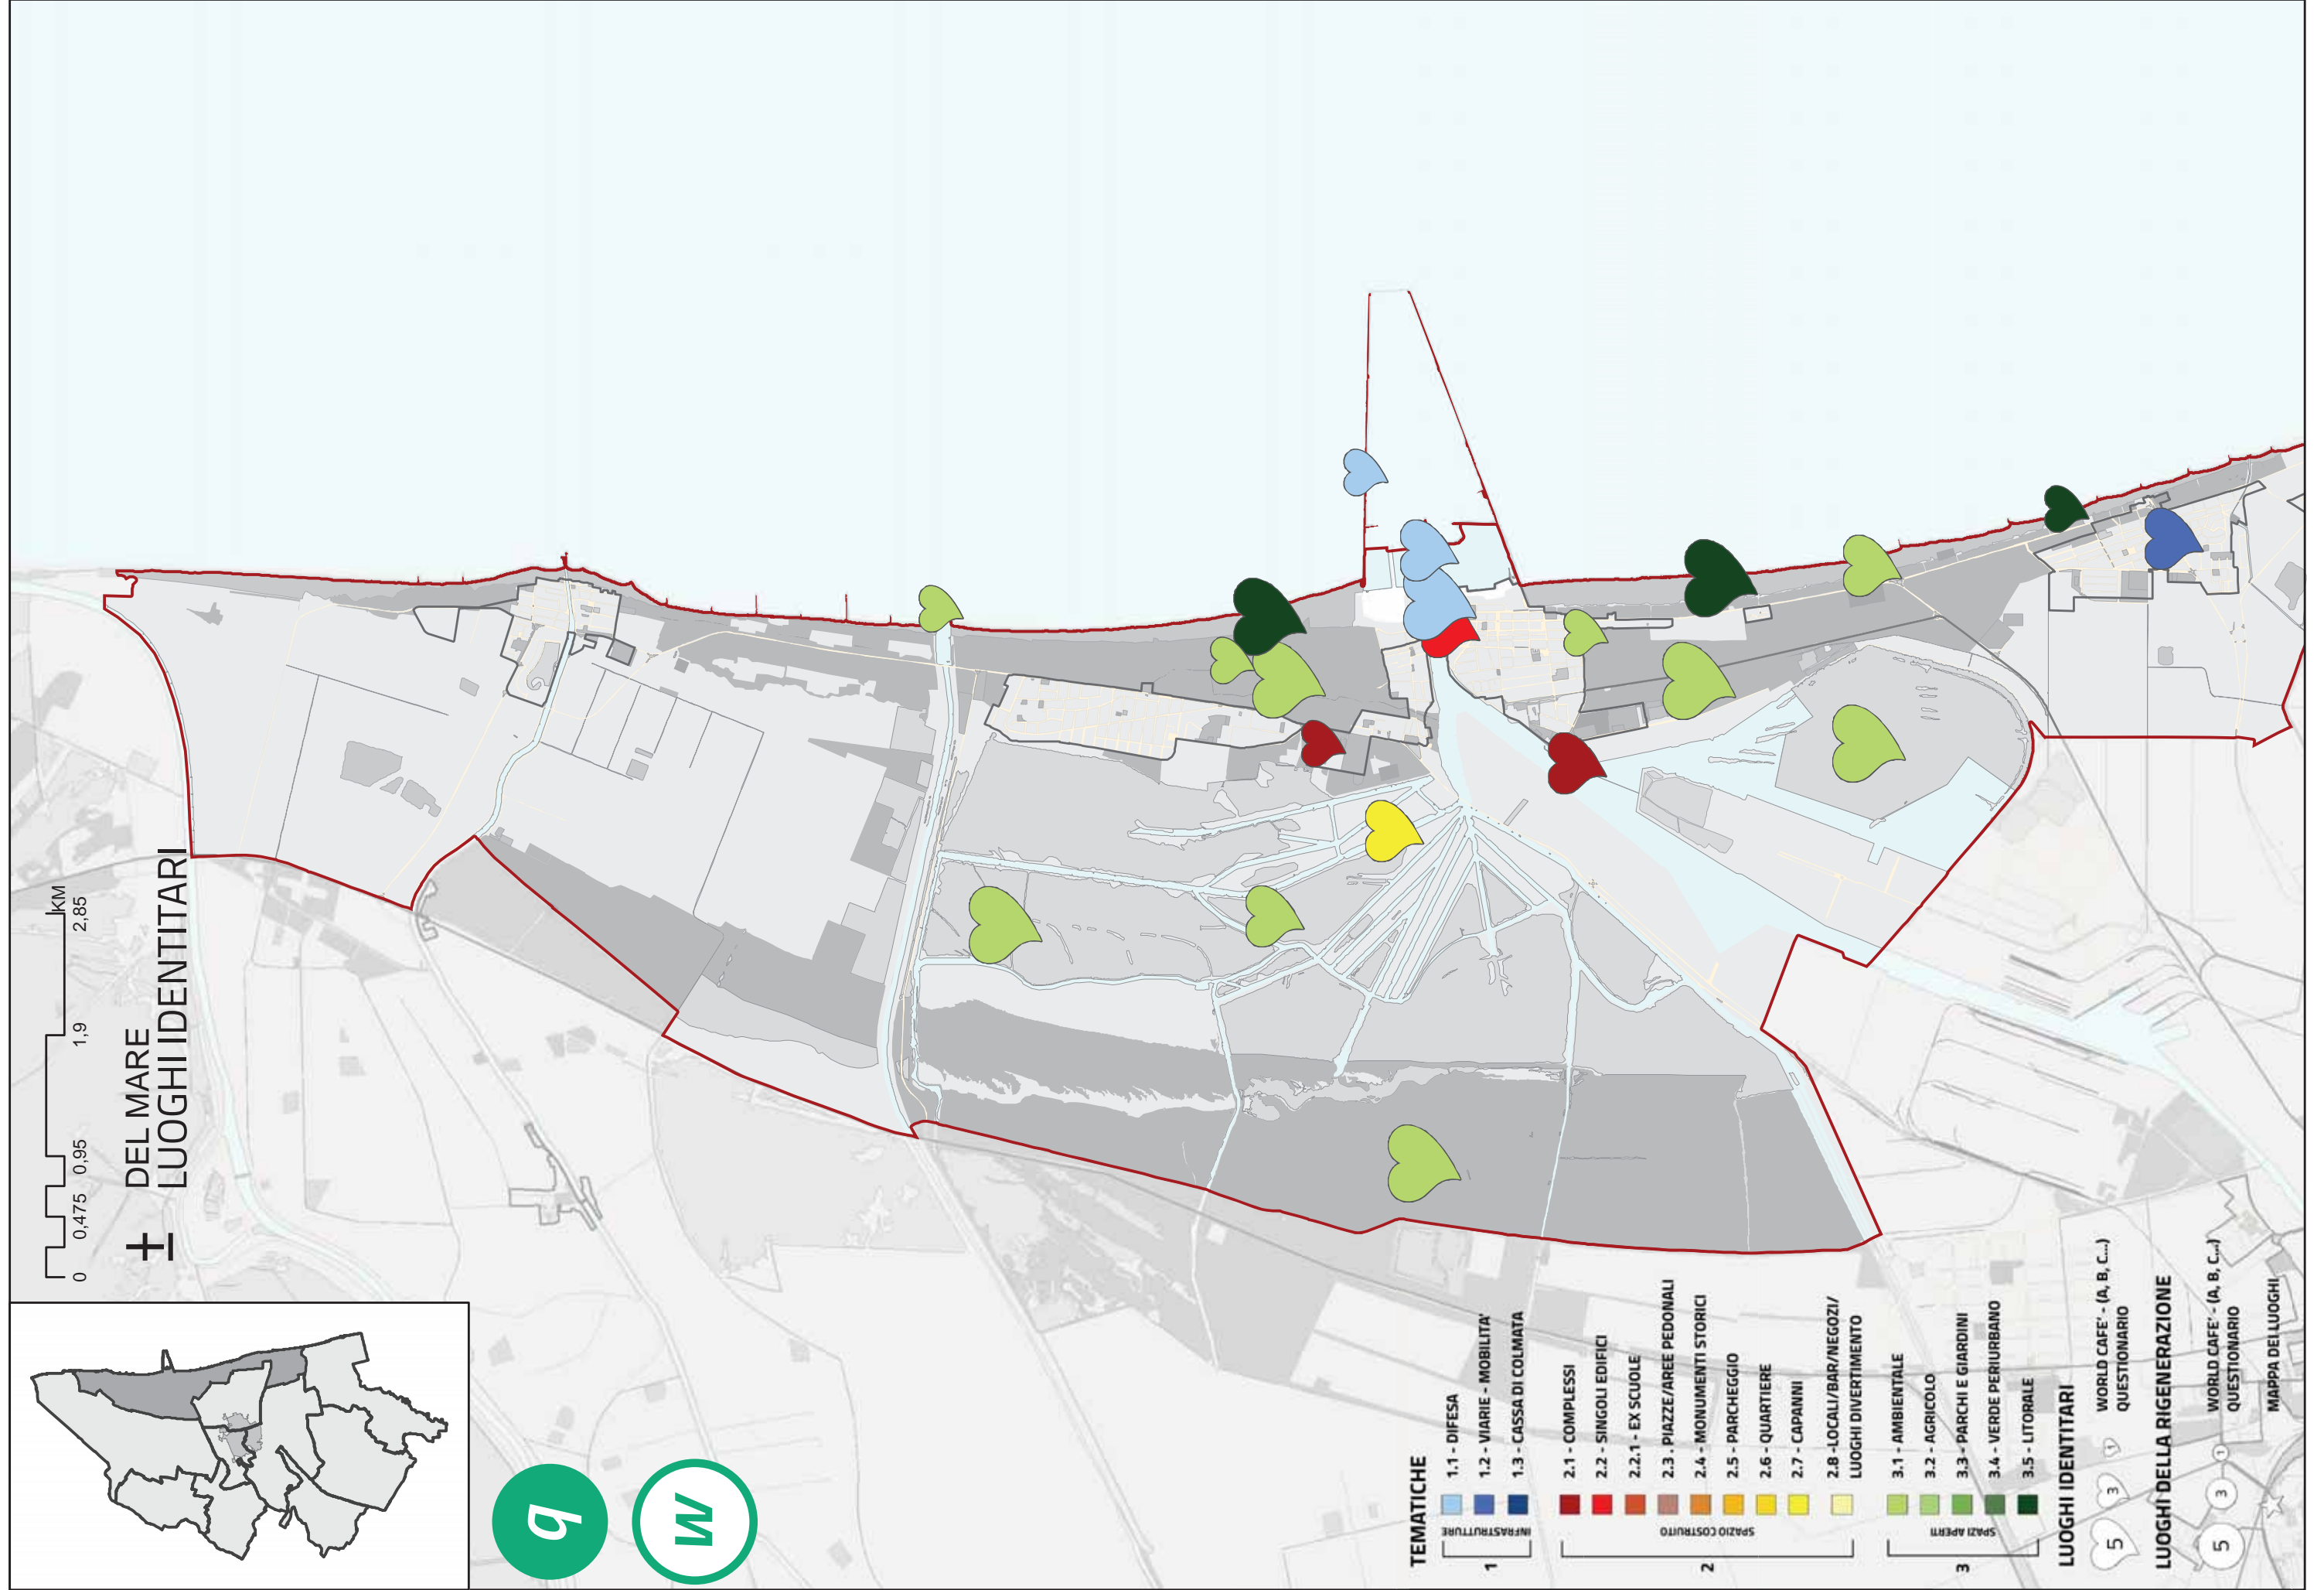 DEL MARE
LUOGHI IDENTITARI
0 0,475 0,95 1,9 2,85
KM
q
w
TEMATICHE
1
INFRASTRUTTURE
1.1 - DIFESA
1.2 - VIARIE - MOBILITA'
1.3 - CASSA DI COLMATA
2
SPAZIO COSTRUITO
2.1 - COMPLESSI
2.2 - SINGOLI EDIFICI
2.2.1 - EX SCUOLE
2.3 - PIAZZE/AREE PEDONALI
2.4 - MONUMENTI STORICI
2.5 - PARCHEGGIO
2.6 - QUARTIERE
2.7 - CAPANNI
2.8 -LOCALI/BAR/NEGOZI/
LUOGHI DIVERTIMENTO
3
SPAZI APERTI
3.1 - AMBIENTALE
3.2 - AGRICOLO
3.3 - PARCHI E GIARDINI
3.4 - VERDE PERIURBANO
3.5 - LITORALE
LUOGHI IDENTITARI
5 3 1 WORLD CAFE' - (A, B, C...)
QUESTIONARIO
LUOGHI DELLA RIGENERAZIONE
5 3 1 WORLD CAFE' - (A, B, C...)
QUESTIONARIO
MAPPA DEI LUOGHI